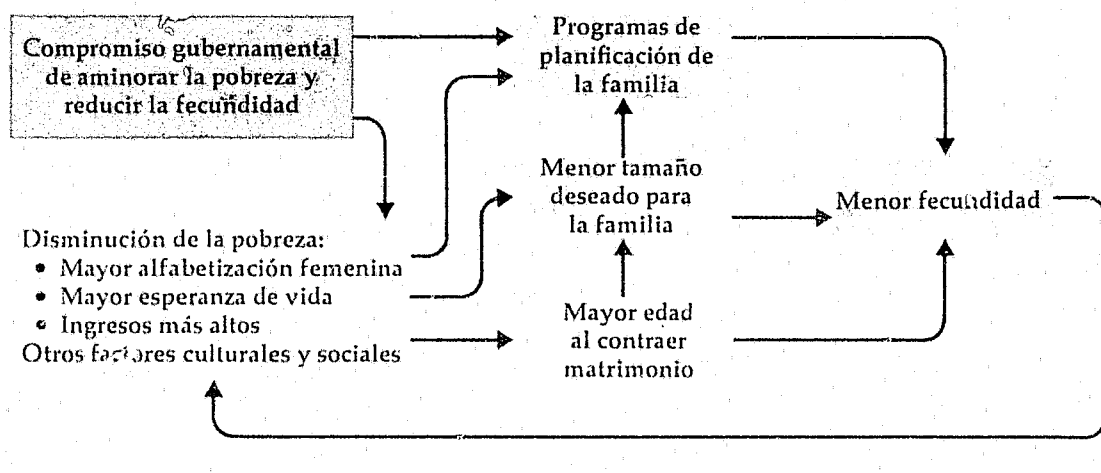 Compromiso gubernamental
de aminorar la pobreza y
reducir la fecundidad
Programas de
planificación de
la familia
Menor tamaño
deseado para
la familia
Menor fecundidad
Disminución de la pobreza:
• Mayor alfabetización femenina
• Mayor esperanza de vida
• Ingresos más altos
Otros factores culturales y sociales
Mayor edad
al contraer
matrimonio